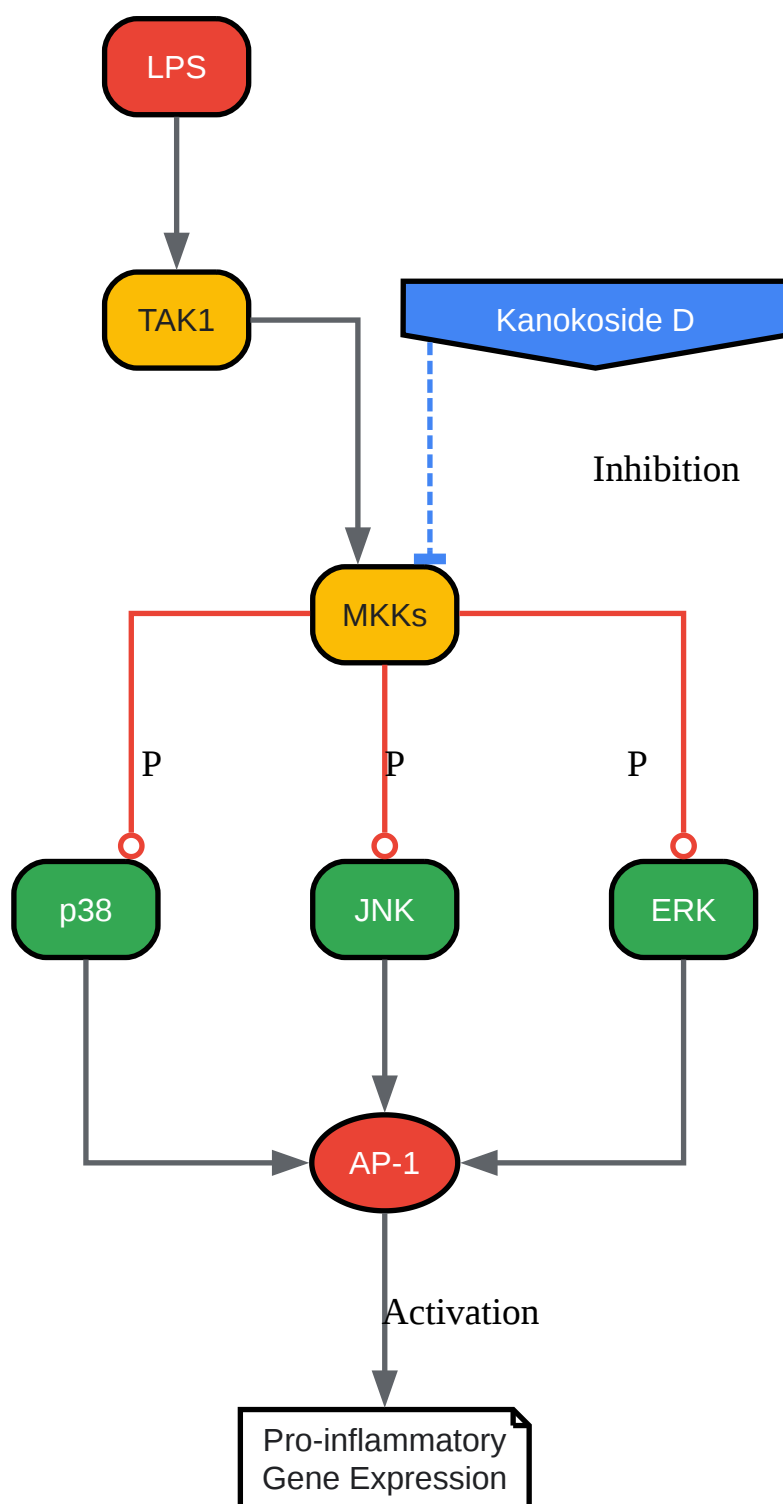 LPS
TAK1
Kanokoside D
Inhibition
MKKs
P
P
P
p38
JNK
ERK
AP-1
Activation
Pro-inflammatory
Gene Expression